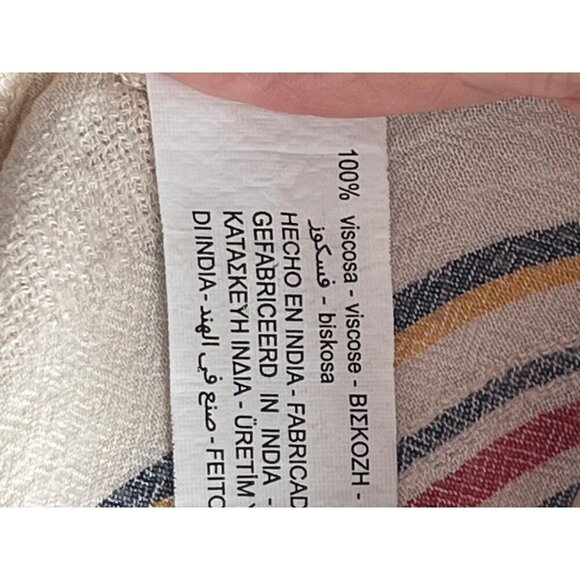 100% viscosa - viscose - ΒΙΣΚΟΖΗ -
فسكوز - biskosa
HECHO EN INDIA - FABRICAD
GEFABRICEERD IN INDIA -
ΚΑΤΑΣΚΕΥΗ ΙΝΔΙΑ - ÜRETİM Y
DI INDIA - صنع في الهند - FEITO